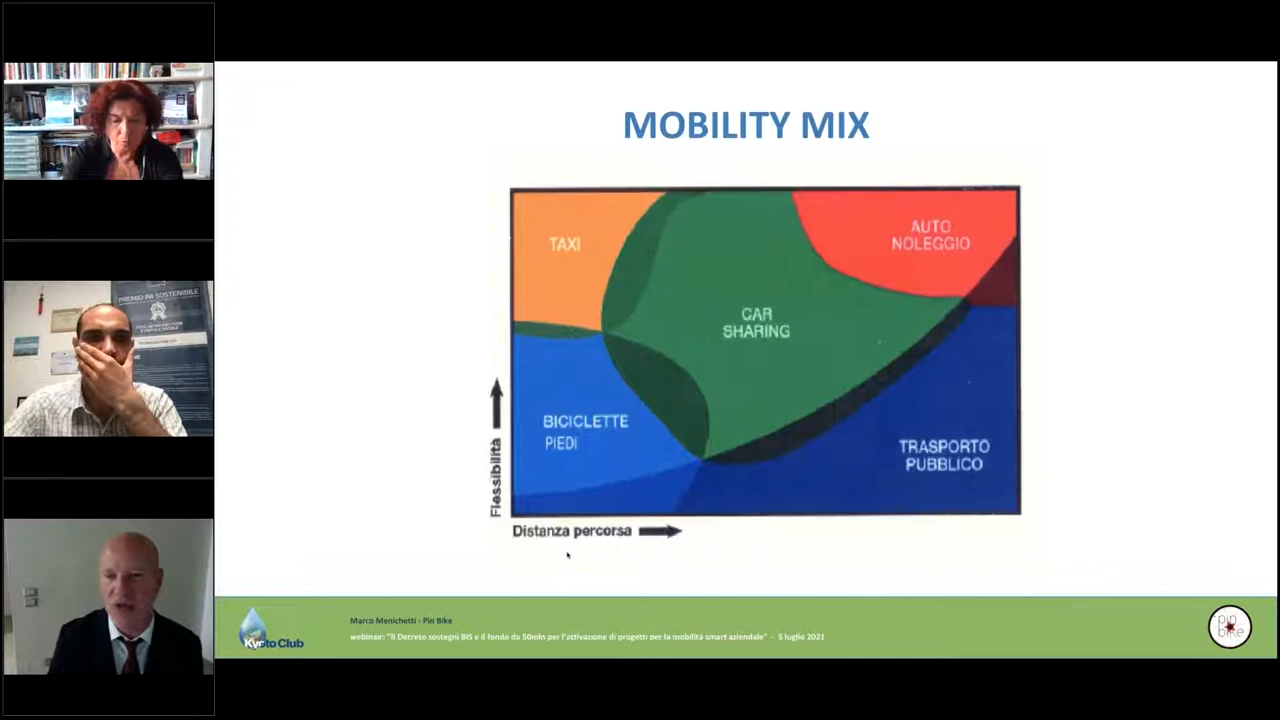 MOBILITY MIX
TAXI
AUTO
NOLEGGIO
CAR
SHARING
BICICLETTE
PIEDI
TRASPORTO
PUBBLICO
Flessibilità
Distanza percorsa
PREMIO PA SOSTENIBILE
Kyoto Club
Marco Menichetti - Pin Bike
webinar: "Il Decreto sostegni BIS e il fondo da 50mln per l'attivazione di progetti per la mobilità smart aziendale" - 5 luglio 2021
pin
bike